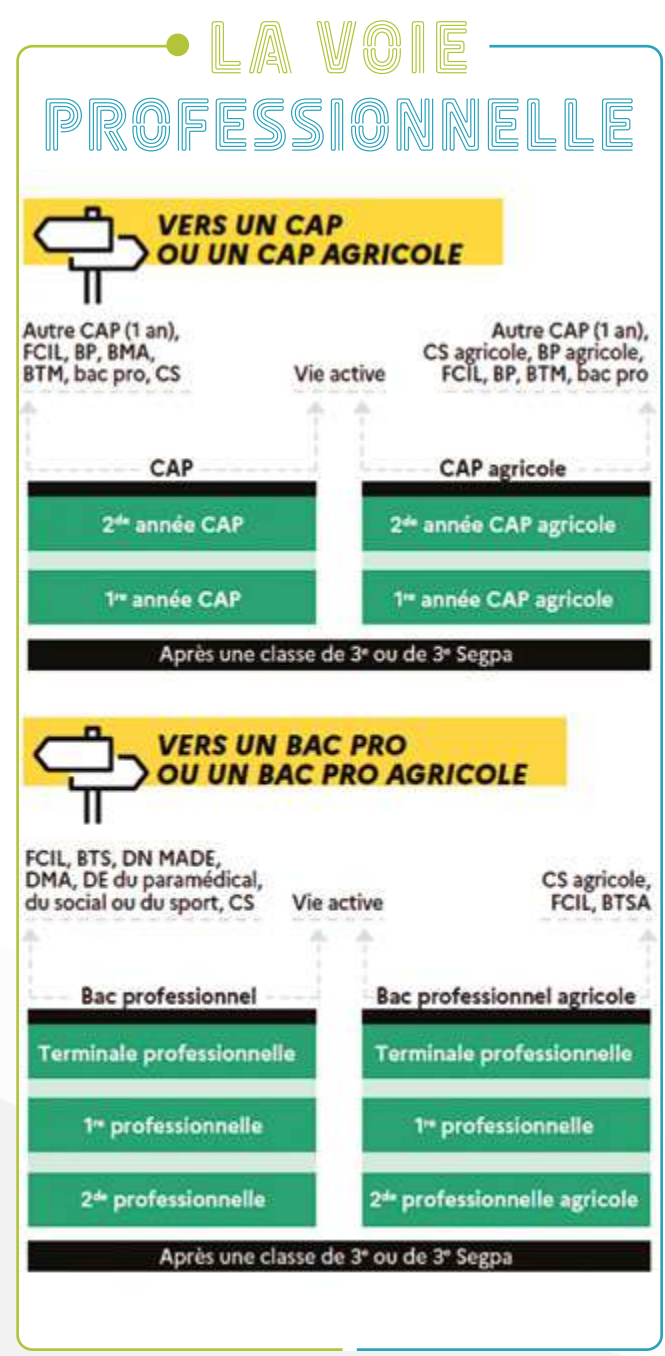 LA VOIE
PROFESSIONNELLE
VERS UN CAP
OU UN CAP AGRICOLE
Autre CAP (1 an),
FCIL, BP, BMA,
BTM, bac pro, CS
Vie active
Autre CAP (1 an),
CS agricole, BP agricole,
FCIL, BP, BTM, bac pro
CAP
CAP agricole
2de année CAP
2de année CAP agricole
1re année CAP
1re année CAP agricole
Après une classe de 3e ou de 3e Segpa
VERS UN BAC PRO
OU UN BAC PRO AGRICOLE
FCIL, BTS, DN MADE,
DMA, DE du paramédical,
du social ou du sport, CS
Vie active
CS agricole,
FCIL, BTSA
Bac professionnel
Bac professionnel agricole
Terminale professionnelle
Terminale professionnelle
1re professionnelle
1re professionnelle
2de professionnelle
2de professionnelle agricole
Après une classe de 3e ou de 3e Segpa